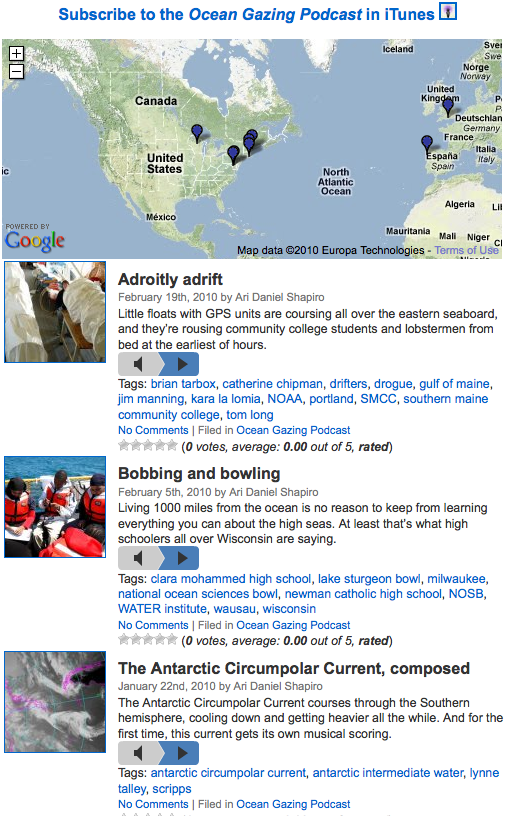 Subscribe to the Ocean Gazing Podcast in iTunes
Iceland
Sver
Norge
Norway
Canada
United
Kingdom
Deutschlan
Germany
France
Italia
Italy
España
Spain
United
States
North
Atlantic
Ocean
México
Algeria
Li
Mauritania
Mali
Niger
POWERED BY
Google
Map data ©2010 Europa Technologies - Terms of Use
Adroitly adrift
February 19th, 2010 by Ari Daniel Shapiro
Little floats with GPS units are coursing all over the eastern seaboard,
and they're rousing community college students and lobstermen from
bed at the earliest of hours.
Tags: brian tarbox, catherine chipman, drifters, drogue, gulf of maine,
jim manning, kara la lomia, NOAA, portland, SMCC, southern maine
community college, tom long
No Comments | Filed in Ocean Gazing Podcast
(0 votes, average: 0.00 out of 5, rated)
Bobbing and bowling
February 5th, 2010 by Ari Daniel Shapiro
Living 1000 miles from the ocean is no reason to keep from learning
everything you can about the high seas. At least that's what high
schoolers all over Wisconsin are saying.
Tags: clara mohammed high school, lake sturgeon bowl, milwaukee,
national ocean sciences bowl, newman catholic high school, NOSB,
WATER institute, wausau, wisconsin
No Comments | Filed in Ocean Gazing Podcast
(0 votes, average: 0.00 out of 5, rated)
The Antarctic Circumpolar Current, composed
January 22nd, 2010 by Ari Daniel Shapiro
The Antarctic Circumpolar Current courses through the Southern
hemisphere, cooling down and getting heavier all the while. And for the
first time, this current gets its own musical scoring.
Tags: antarctic circumpolar current, antarctic intermediate water, lynne
talley, scripps
No Comments | Filed in Ocean Gazing Podcast